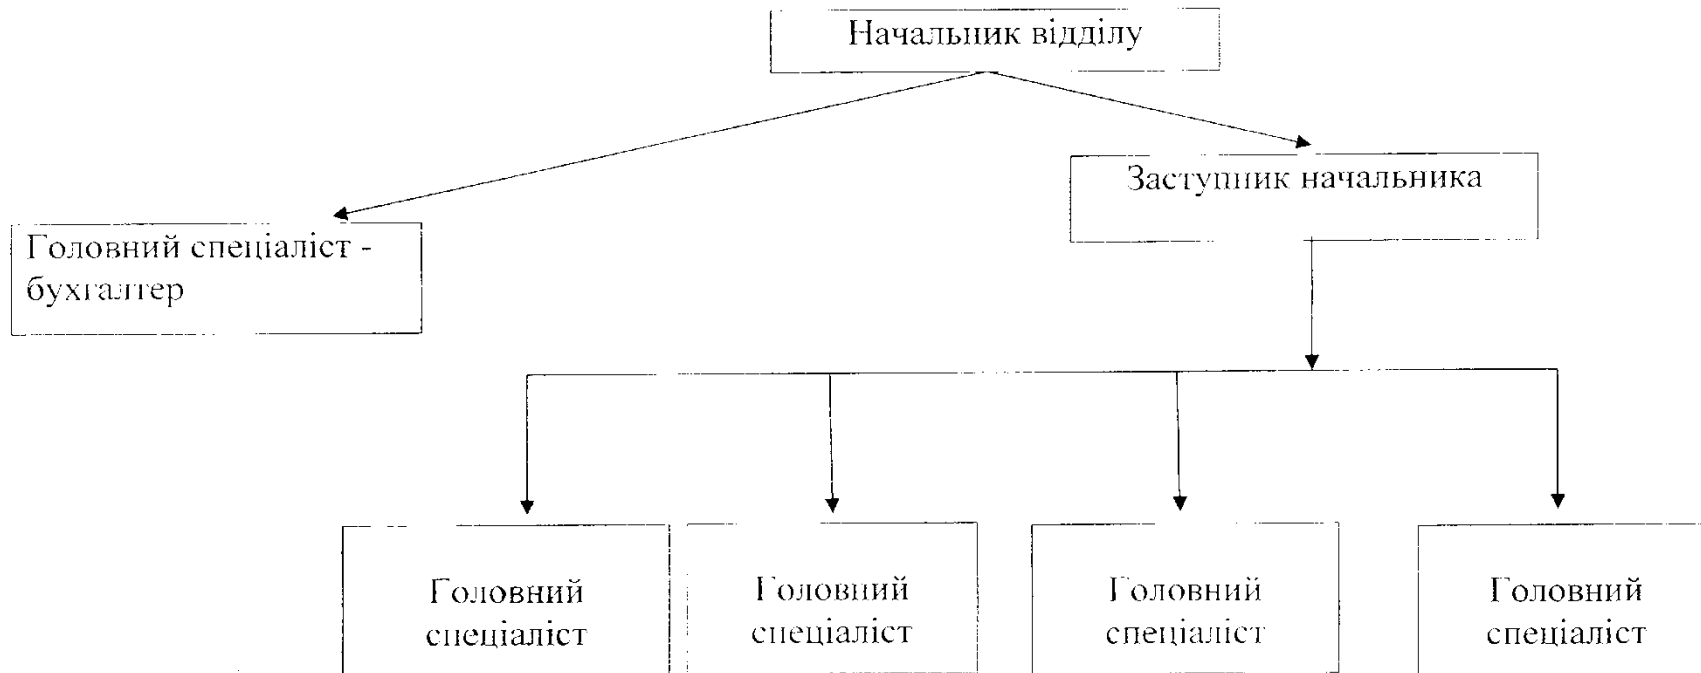 Начальник відділу
Заступник начальника
Головний спеціаліст -
бухгалтер
Головний
спеціаліст
Головний
спеціаліст
Головний
спеціаліст
Головний
спеціаліст